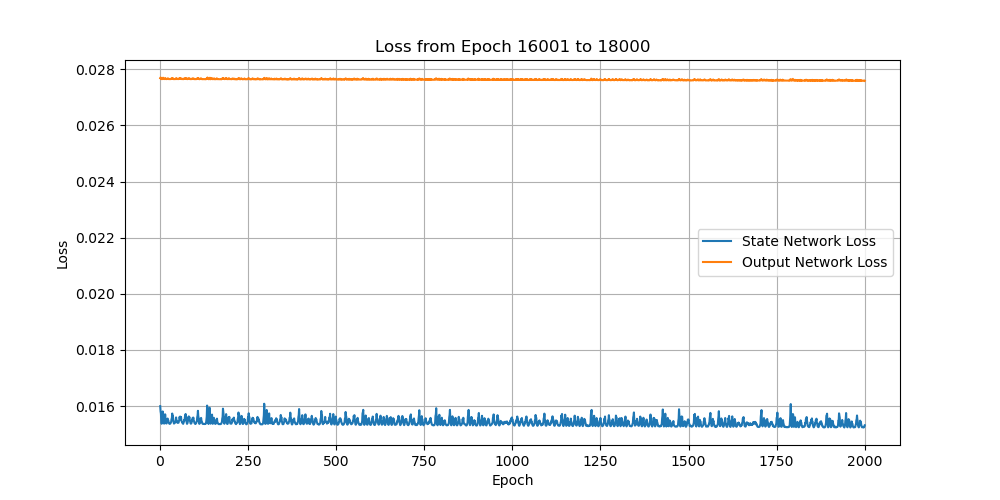 Loss from Epoch 16001 to 18000
0.028
0.026
0.024
0.022
0.020
0.018
0.016
Loss
State Network Loss
Output Network Loss
0 250 500 750 1000 1250 1500 1750 2000
Epoch